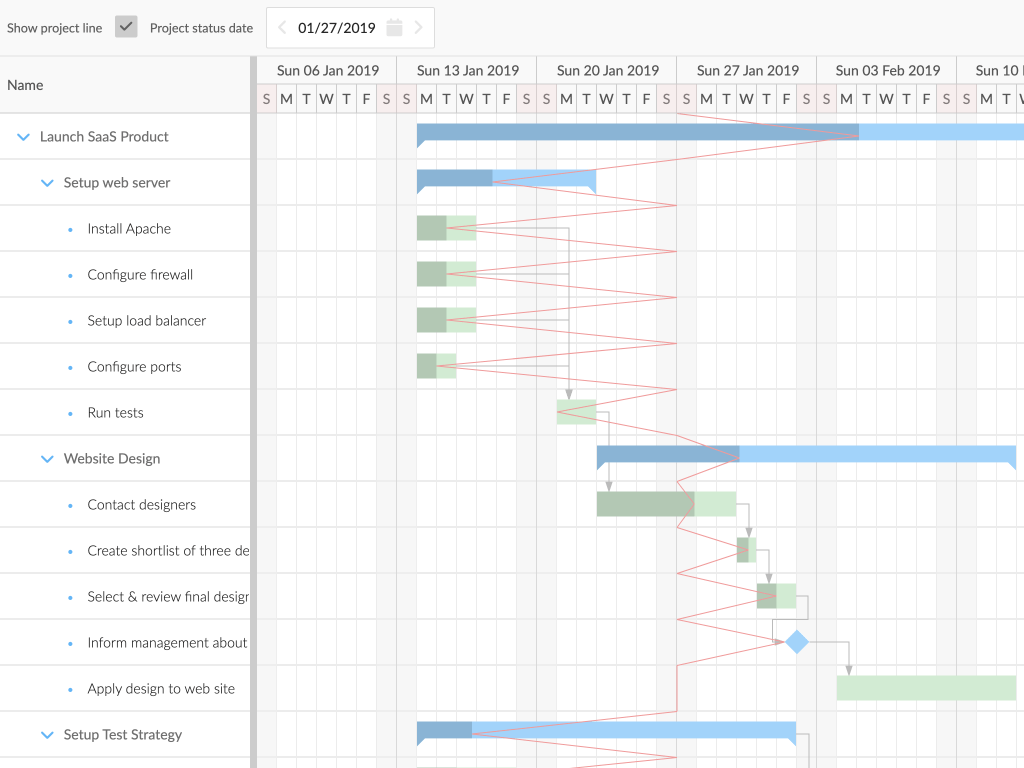 Show project line Project status date 01/27/2019
Name
Sun 06 Jan 2019 Sun 13 Jan 2019 Sun 20 Jan 2019 Sun 27 Jan 2019 Sun 03 Feb 2019 Sun 10
S M T W T F S S M T W T F S S M T W T F S S M T W T F S S M T W T F S S M T
Launch SaaS Product
Setup web server
Install Apache
Configure firewall
Setup load balancer
Configure ports
Run tests
Website Design
Contact designers
Create shortlist of three de
Select & review final design
Inform management about
Apply design to web site
Setup Test Strategy